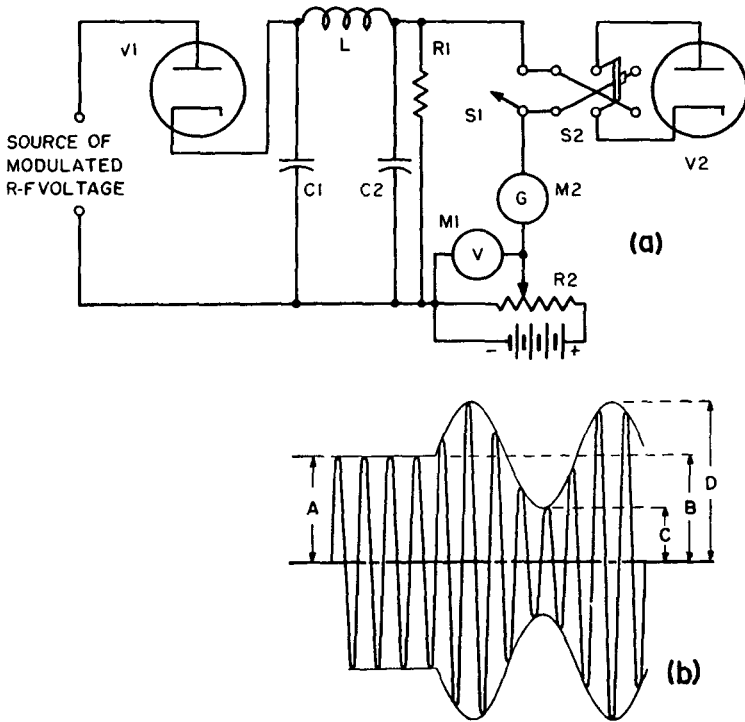 V1
L
R1
SOURCE OF
MODULATED
R-F VOLTAGE
C1
C2
S1
S2
V2
G
M2
M1
V
(a)
R2
- +
A
B
C
D
(b)